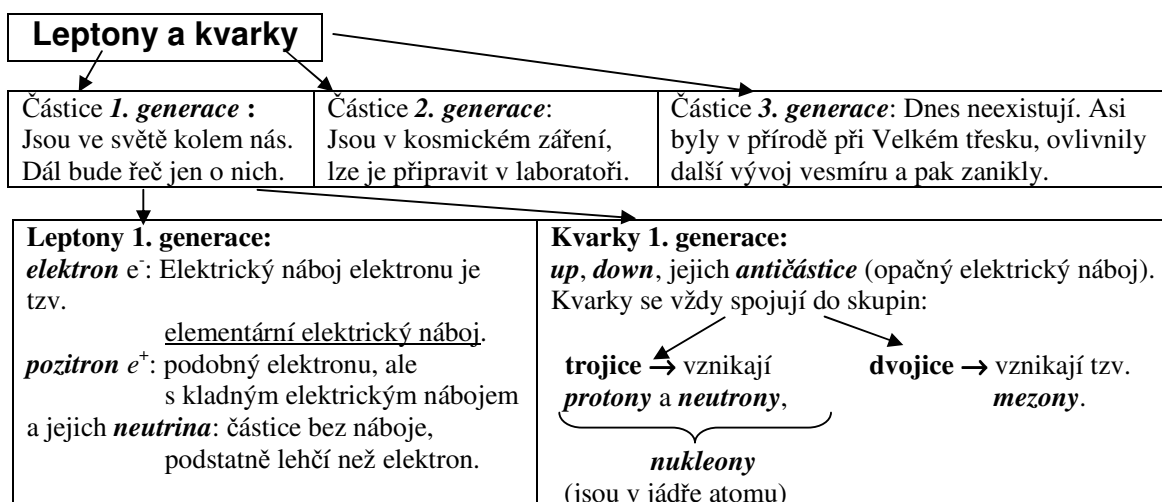 Leptony a kvarky
Částice 1. generace :
Jsou ve světě kolem nás.
Dál bude řeč jen o nich.
Částice 2. generace:
Jsou v kosmickém záření,
lze je připravit v laboratoři.
Částice 3. generace: Dnes neexistují. Asi
byly v přírodě při Velkém třesku, ovlivnily
další vývoj vesmíru a pak zanikly.
Leptony 1. generace:
elektron e⁻: Elektrický náboj elektronu je
tzv.
elementární elektrický náboj.
pozitron e⁺: podobný elektronu, ale
s kladným elektrickým nábojem
a jejich neutrina: částice bez náboje,
podstatně lehčí než elektron.
Kvarky 1. generace:
up, down, jejich antičástice (opačný elektrický náboj).
Kvarky se vždy spojují do skupin:
trojice → vznikají
protony a neutrony,
nukleony
(jsou v jádře atomu)
dvojice → vznikají tzv.
mezony.